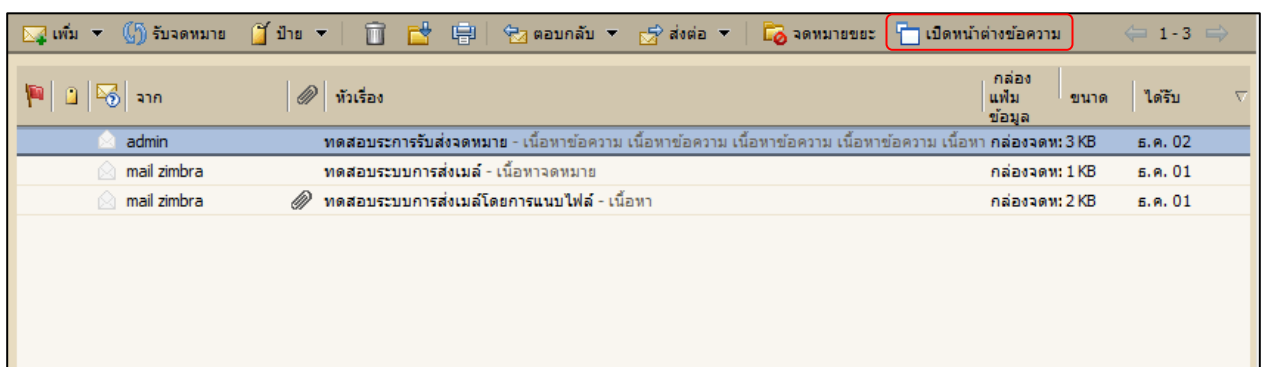 เพิ่ม รับจดหมาย ป้าย ตอบกลับ ส่งต่อ จดหมายขยะ เปิดหน้าต่างข้อความ 1 - 3
จาก หัวเรื่อง กล่องแฟ้มข้อมูล ขนาด ได้รับ
admin ทดสอบระการรับส่งจดหมาย - เนื้อหาข้อความ เนื้อหาข้อความ เนื้อหาข้อความ เนื้อหาข้อความ เนื้อหา กล่องจดห: 3 KB ธ.ค. 02
mail zimbra ทดสอบระบบการส่งเมล์ - เนื้อหาจดหมาย กล่องจดห: 1 KB ธ.ค. 01
mail zimbra ทดสอบระบบการส่งเมล์โดยการแนบไฟล์ - เนื้อหา กล่องจดห: 2 KB ธ.ค. 01